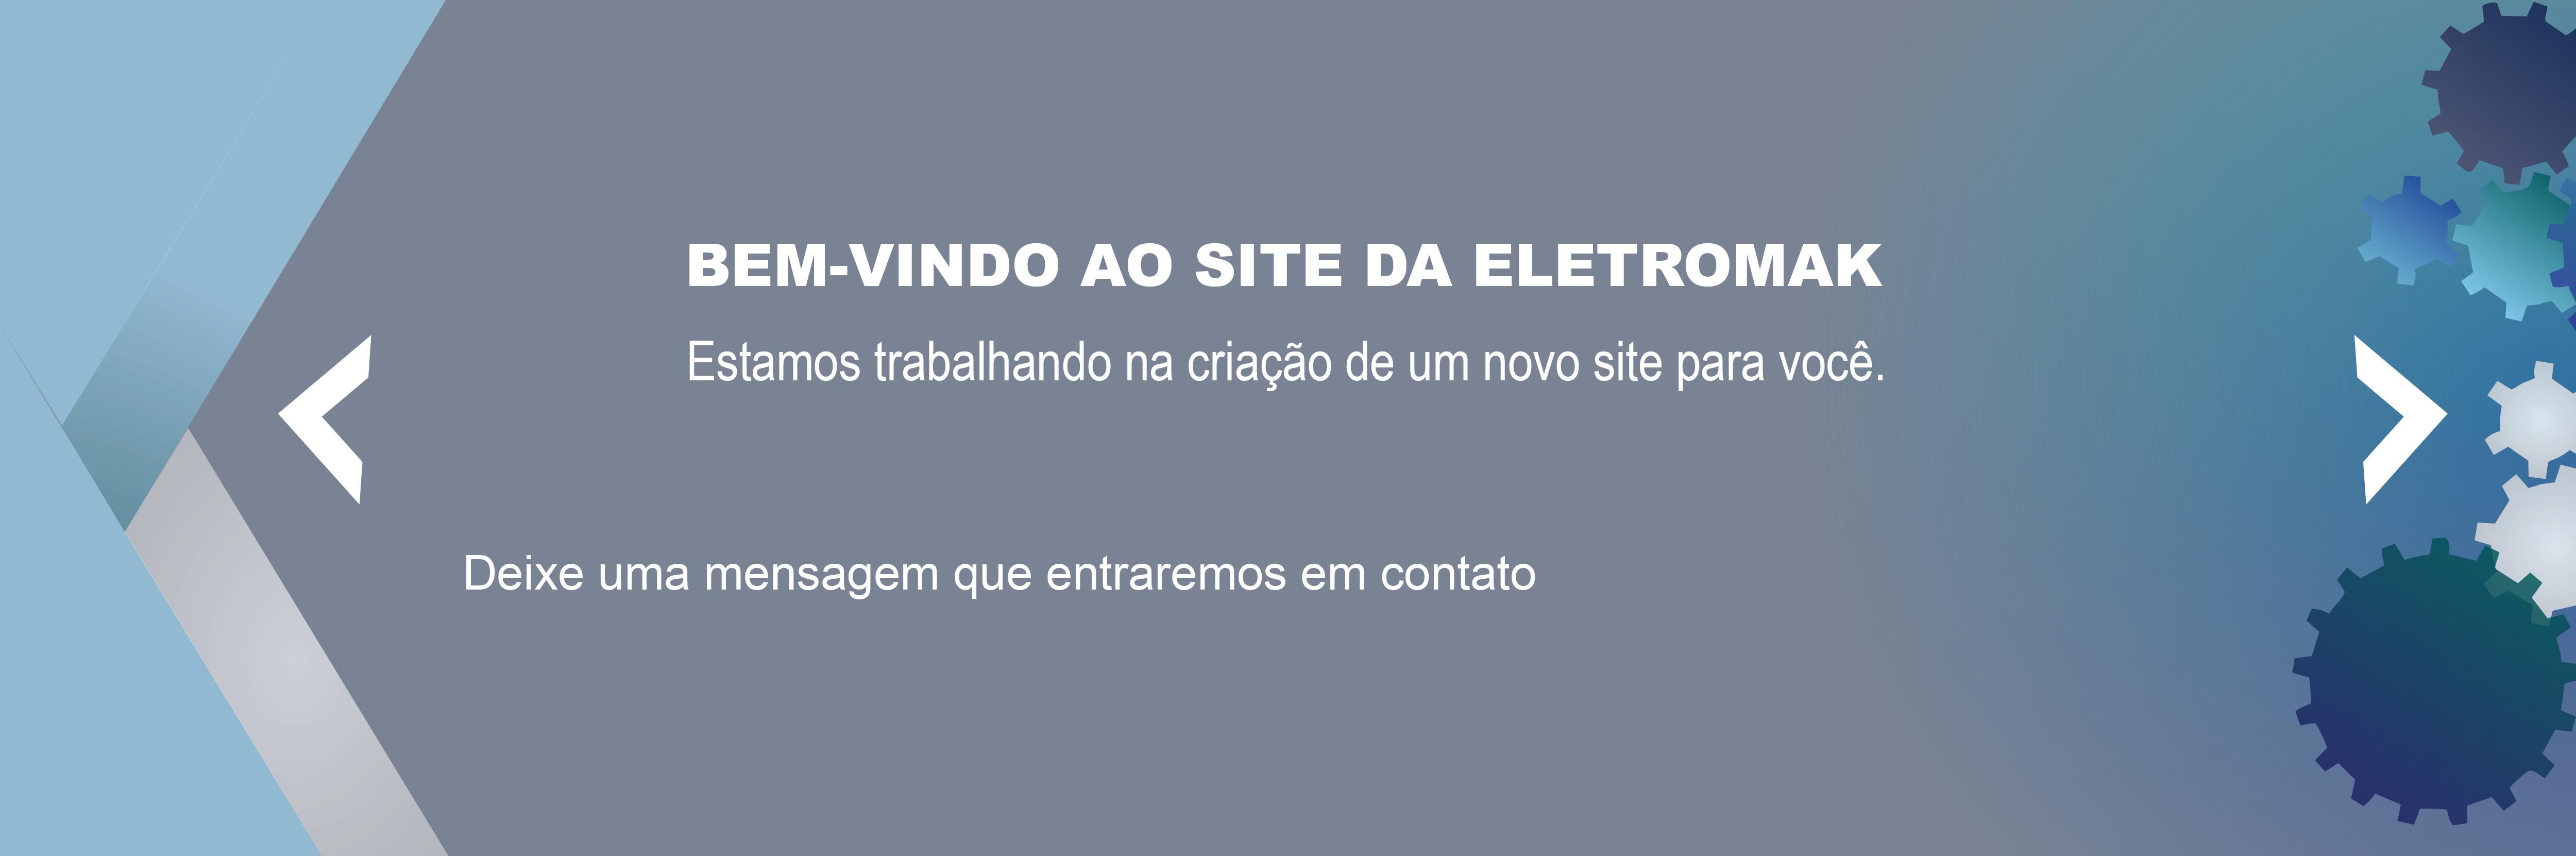 BEM-VINDO AO SITE DA ELETROMAK
Estamos trabalhando na criação de um novo site para você.
Deixe uma mensagem que entraremos em contato